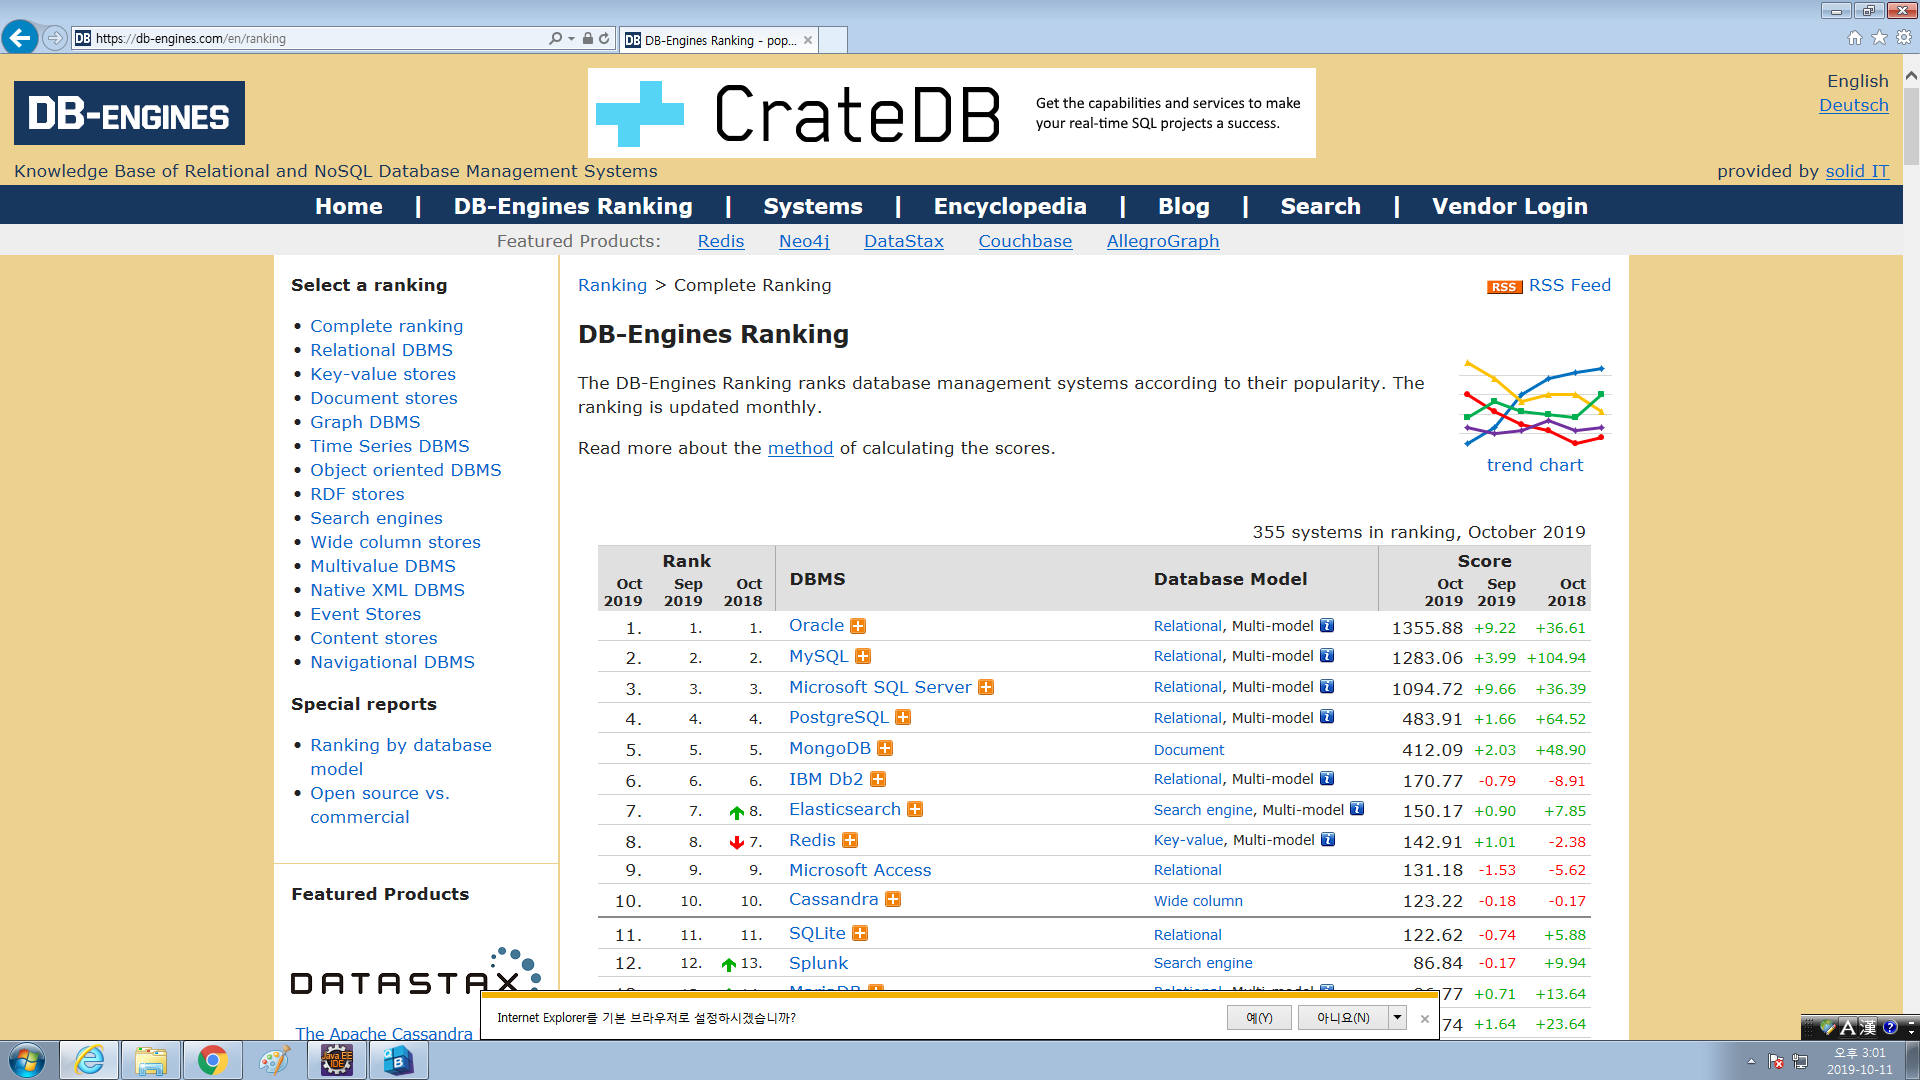 https://db-engines.com/en/ranking
DB DB-Engines Ranking - pop...
DB-ENGINES
CrateDB
Get the capabilities and services to make
your real-time SQL projects a success.
English
Deutsch
Knowledge Base of Relational and NoSQL Database Management Systems
provided by solid IT
Home | DB-Engines Ranking | Systems | Encyclopedia | Blog | Search | Vendor Login
Featured Products: Redis Neo4j DataStax Couchbase AllegroGraph
Select a ranking
Complete ranking
Relational DBMS
Key-value stores
Document stores
Graph DBMS
Time Series DBMS
Object oriented DBMS
RDF stores
Search engines
Wide column stores
Multivalue DBMS
Native XML DBMS
Event Stores
Content stores
Navigational DBMS
Special reports
Ranking by database
model
Open source vs.
commercial
Featured Products
DATASTAX
The Apache Cassandra
Ranking > Complete Ranking
RSS RSS Feed
DB-Engines Ranking
The DB-Engines Ranking ranks database management systems according to their popularity. The
ranking is updated monthly.
Read more about the method of calculating the scores.
trend chart
355 systems in ranking, October 2019
Rank DBMS Database Model Score
Oct Sep Oct Oct Sep Oct
2019 2019 2018 2019 2019 2018
1. 1. 1. Oracle Relational, Multi-model 1355.88 +9.22 +36.61
2. 2. 2. MySQL Relational, Multi-model 1283.06 +3.99 +104.94
3. 3. 3. Microsoft SQL Server Relational, Multi-model 1094.72 +9.66 +36.39
4. 4. 4. PostgreSQL Relational, Multi-model 483.91 +1.66 +64.52
5. 5. 5. MongoDB Document 412.09 +2.03 +48.90
6. 6. 6. IBM Db2 Relational, Multi-model 170.77 -0.79 -8.91
7. 7. 8. Elasticsearch Search engine, Multi-model 150.17 +0.90 +7.85
8. 8. 7. Redis Key-value, Multi-model 142.91 +1.01 -2.38
9. 9. 9. Microsoft Access Relational 131.18 -1.53 -5.62
10. 10. 10. Cassandra Wide column 123.22 -0.18 -0.17
11. 11. 11. SQLite Relational 122.62 -0.74 +5.88
12. 12. 13. Splunk Search engine 86.84 -0.17 +9.94
MariaDB Relational, Multi-model 77 +0.71 +13.64
74 +1.64 +23.64
Internet Explorer를 기본 브라우저로 설정하시겠습니까?
예(Y)
아니요(N)
A 漢
Java EE
IDE
B
오후 3:01
2019-10-11